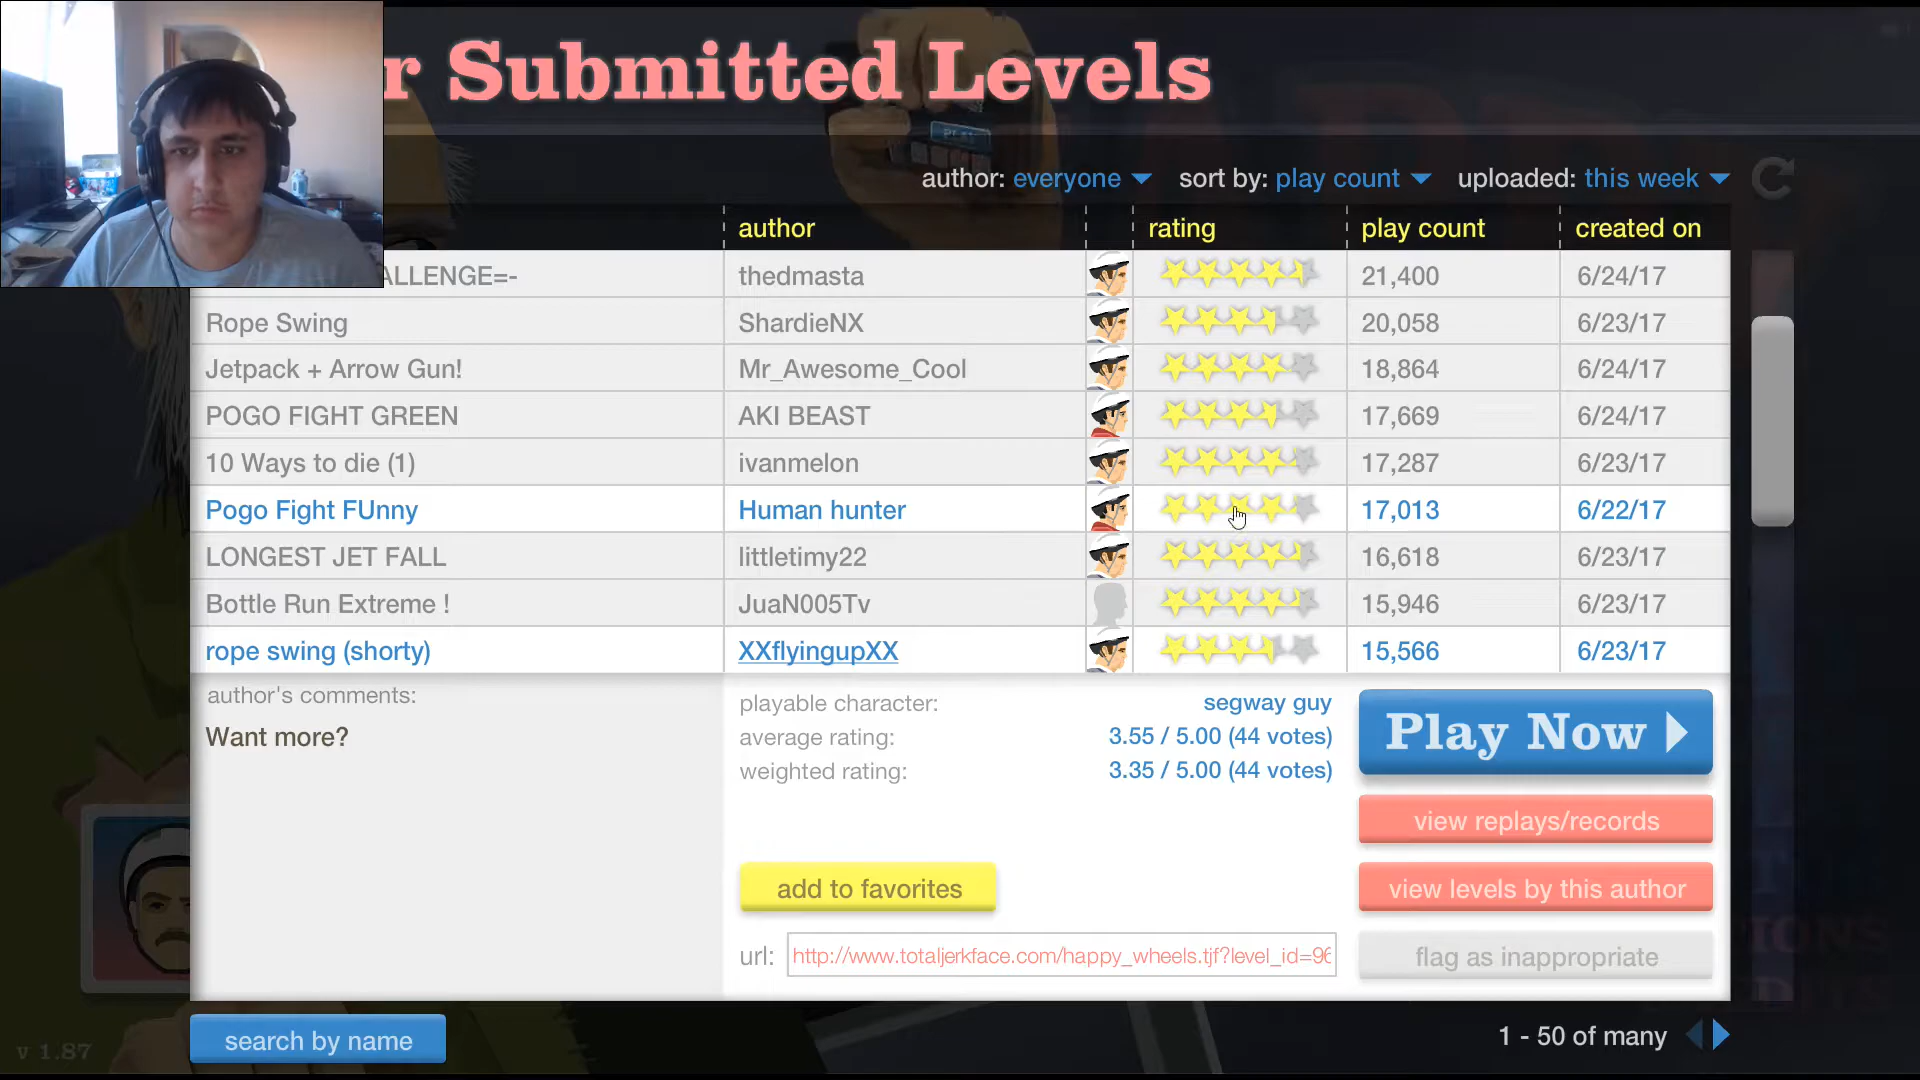 r Submitted Levels
author: everyone sort by: play count uploaded: this week
author rating play count created on
ALLENGE=- thedmasta 21,400 6/24/17
Rope Swing ShardieNX 20,058 6/23/17
Jetpack + Arrow Gun! Mr_Awesome_Cool 18,864 6/24/17
POGO FIGHT GREEN AKI BEAST 17,669 6/24/17
10 Ways to die (1) ivanmelon 17,287 6/23/17
Pogo Fight FUnny Human hunter 17,013 6/22/17
LONGEST JET FALL littletimy22 16,618 6/23/17
Bottle Run Extreme ! JuaN005Tv 15,946 6/23/17
rope swing (shorty) XXflyingupXX 15,566 6/23/17
author's comments:
Want more?
playable character: segway guy
average rating: 3.55 / 5.00 (44 votes)
weighted rating: 3.35 / 5.00 (44 votes)
Play Now
view replays/records
add to favorites
view levels by this author
url: http://www.totaljerkface.com/happy_wheels.tjf?level_id=96
flag as inappropriate
search by name
1 - 50 of many
v 1.87